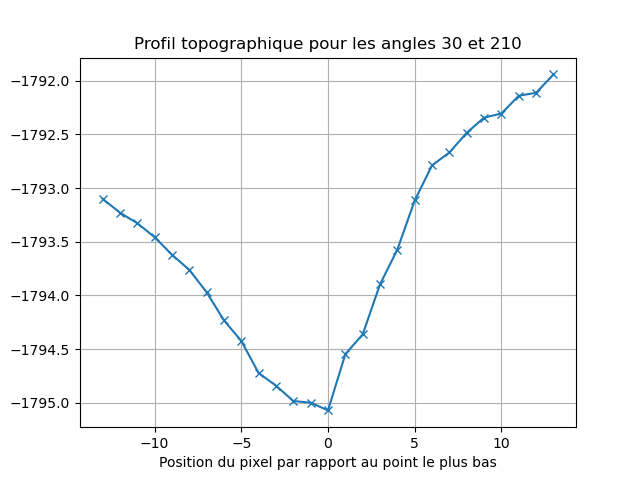 Profil topographique pour les angles 30 et 210
−1792.0
−1792.5
−1793.0
−1793.5
−1794.0
−1794.5
−1795.0
−10 −5 0 5 10
Position du pixel par rapport au point le plus bas